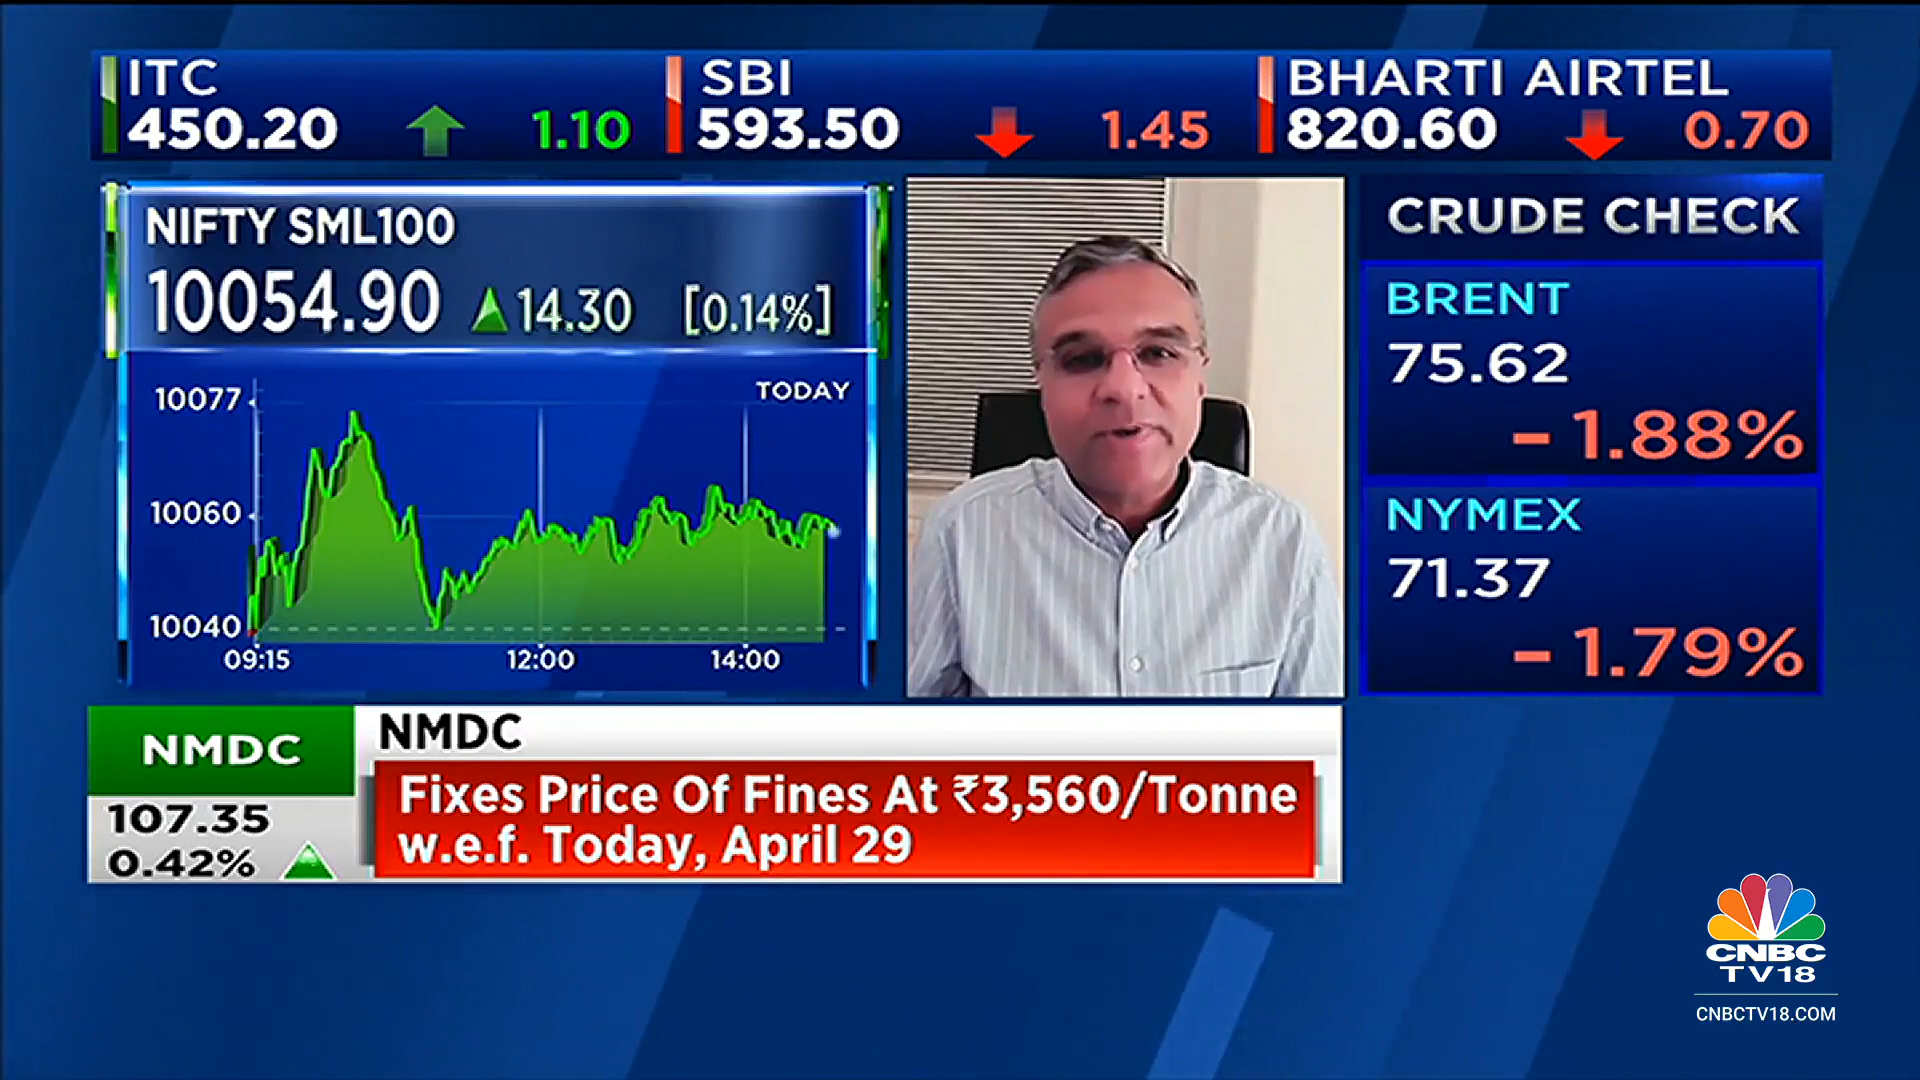 ITC
450.20 1.10
SBI
593.50 1.45
BHARTI AIRTEL
820.60 0.70
NIFTY SML100
10054.90 14.30 [0.14%]
TODAY
10077
10060
10040
09:15 12:00 14:00
CRUDE CHECK
BRENT
75.62
- 1.88%
NYMEX
71.37
- 1.79%
NMDC
107.35
0.42%
NMDC
Fixes Price Of Fines At ₹3,560/Tonne
w.e.f. Today, April 29
CNBC
TV18
CNBCTV18.COM